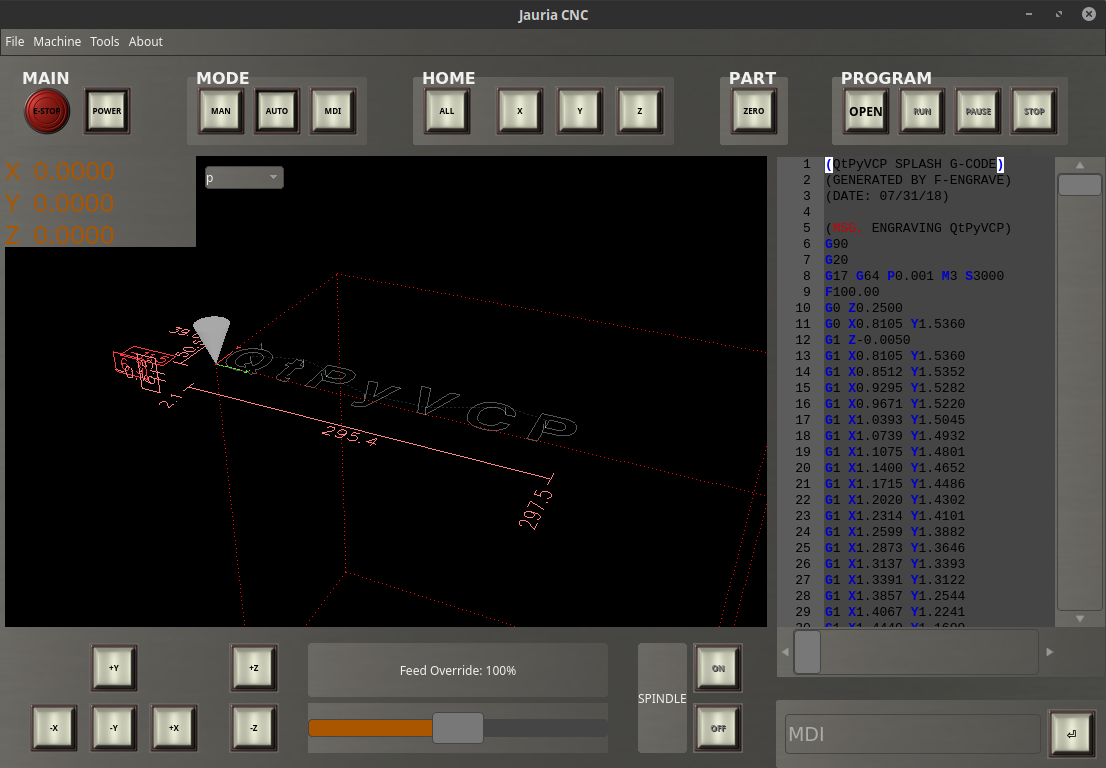 Jauria CNC
File Machine Tools About
MAIN MODE HOME PART PROGRAM
E-STOP POWER MAN AUTO MDI ALL X Y Z ZERO OPEN RUN PAUSE STOP
X 0.0000
Y 0.0000
Z 0.0000
p
QtPyVCP
2.1
295.4
297.5
1 (QtPyVCP SPLASH G-CODE)
2 (GENERATED BY F-ENGRAVE)
3 (DATE: 07/31/18)
4
5 (MSG, ENGRAVING QtPyVCP)
6 G90
7 G20
8 G17 G64 P0.001 M3 S3000
9 F100.00
10 G0 Z0.2500
11 G0 X0.8105 Y1.5360
12 G1 Z-0.0050
13 G1 X0.8105 Y1.5360
14 G1 X0.8512 Y1.5352
15 G1 X0.9295 Y1.5282
16 G1 X0.9671 Y1.5220
17 G1 X1.0393 Y1.5045
18 G1 X1.0739 Y1.4932
19 G1 X1.1075 Y1.4801
20 G1 X1.1400 Y1.4652
21 G1 X1.1715 Y1.4486
22 G1 X1.2020 Y1.4302
23 G1 X1.2314 Y1.4101
24 G1 X1.2599 Y1.3882
25 G1 X1.2873 Y1.3646
26 G1 X1.3137 Y1.3393
27 G1 X1.3391 Y1.3122
28 G1 X1.3857 Y1.2544
29 G1 X1.4067 Y1.2241
+Y +Z
-X -Y +X -Z
Feed Override: 100%
SPINDLE
ON
OFF
MDI